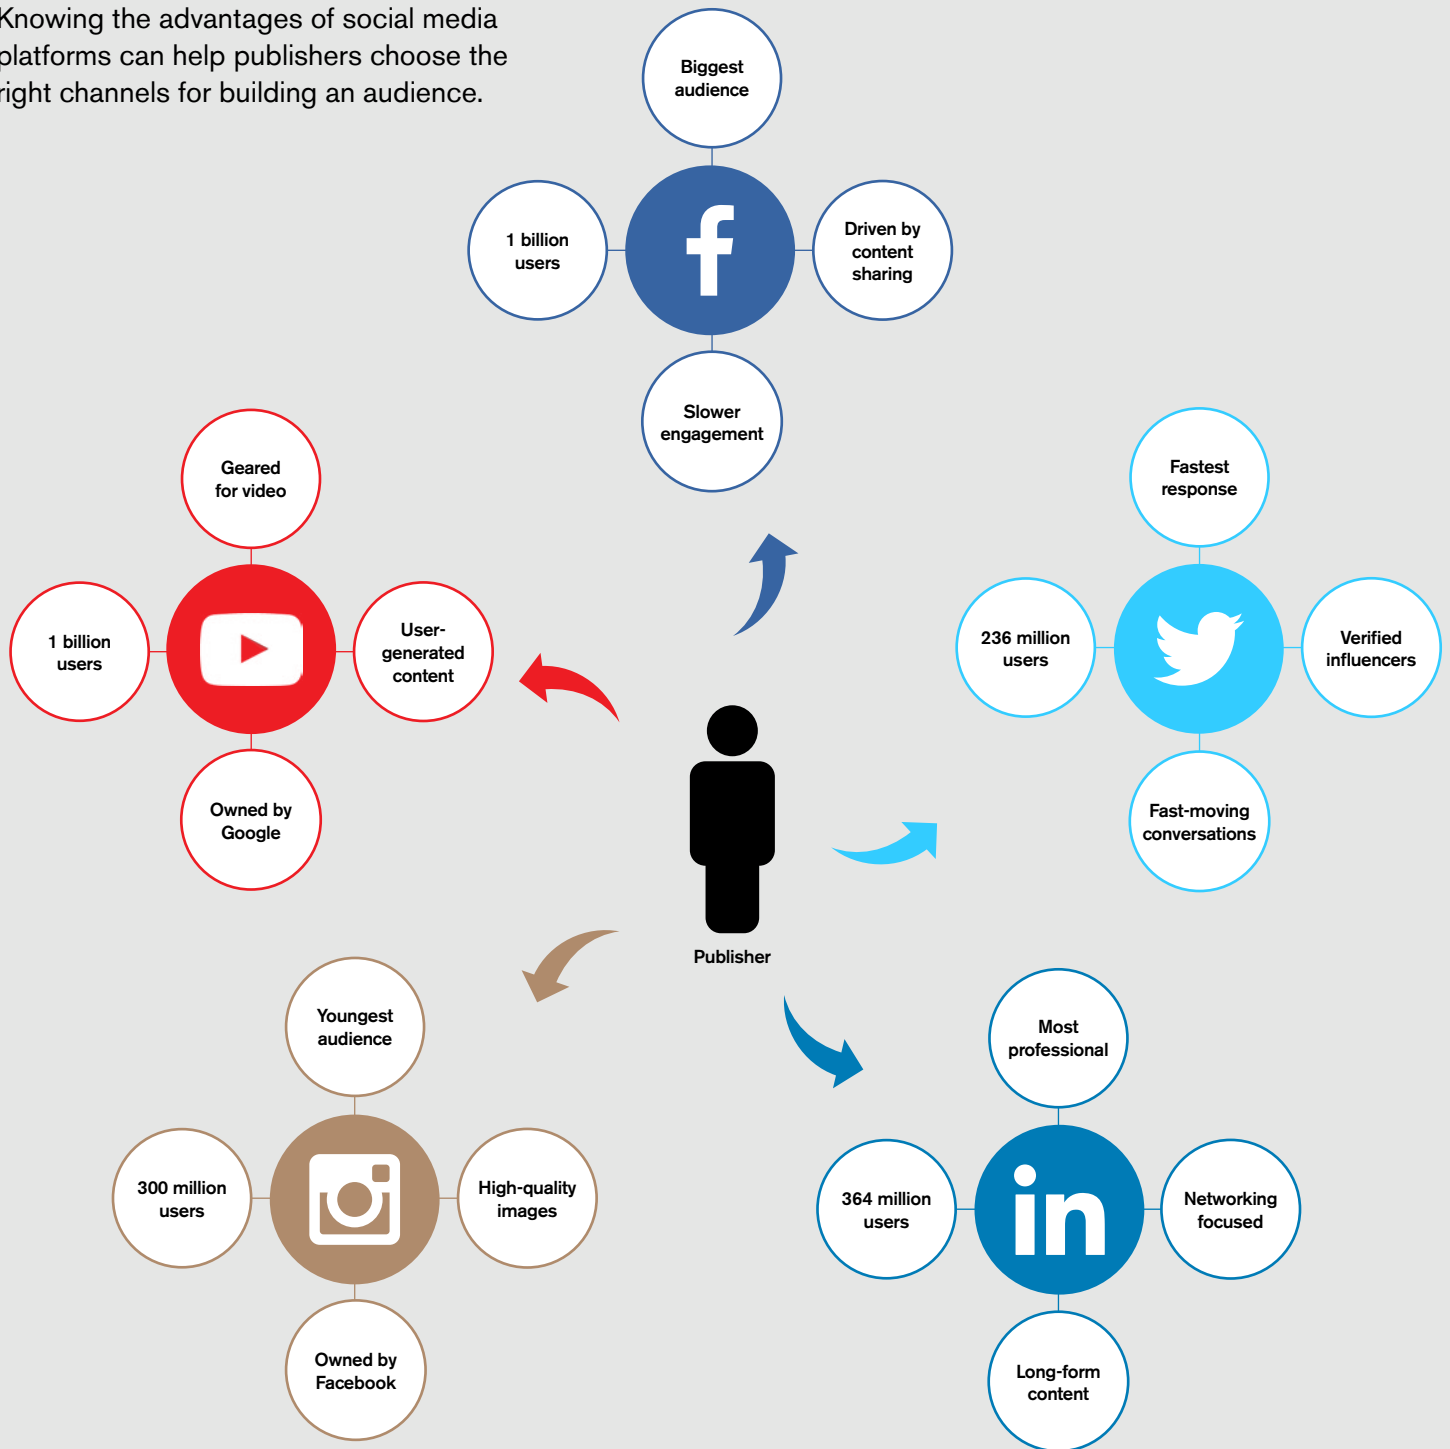 Knowing the advantages of social media
platforms can help publishers choose the
right channels for building an audience.
Biggest
audience
1 billion
users
f
Driven by
content
sharing
Slower
engagement
Geared
for video
1 billion
users
User-
generated
content
Owned by
Google
Fastest
response
236 million
users
Verified
influencers
Fast-moving
conversations
Publisher
Youngest
audience
300 million
users
High-quality
images
Owned by
Facebook
Most
professional
364 million
users
in
Networking
focused
Long-form
content